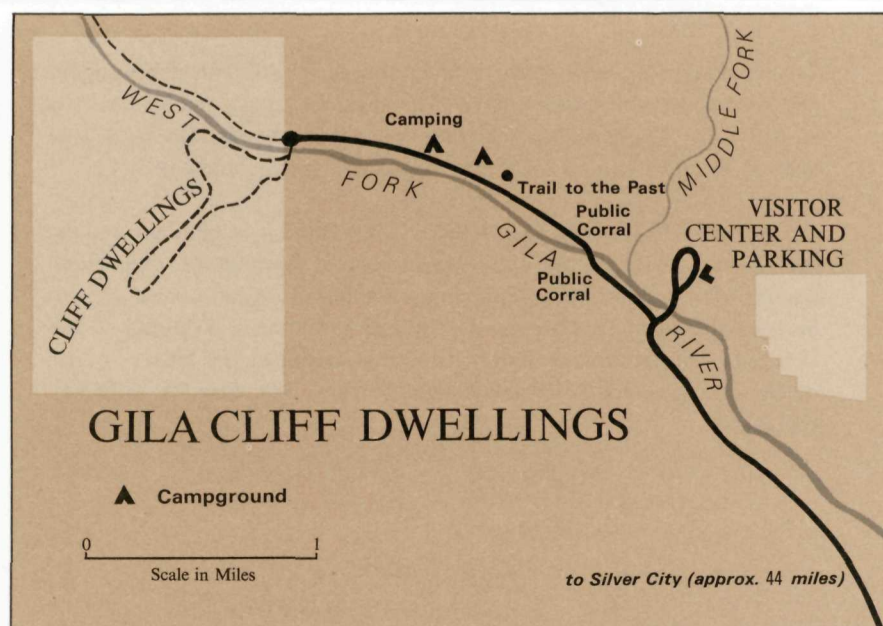 WEST
FORK
GILA
RIVER
MIDDLE FORK
Camping
Trail to the Past
Public
Corral
Public
Corral
VISITOR
CENTER AND
PARKING
CLIFF DWELLINGS
GILA CLIFF DWELLINGS
Campground
0 1
Scale in Miles
to Silver City (approx. 44 miles)